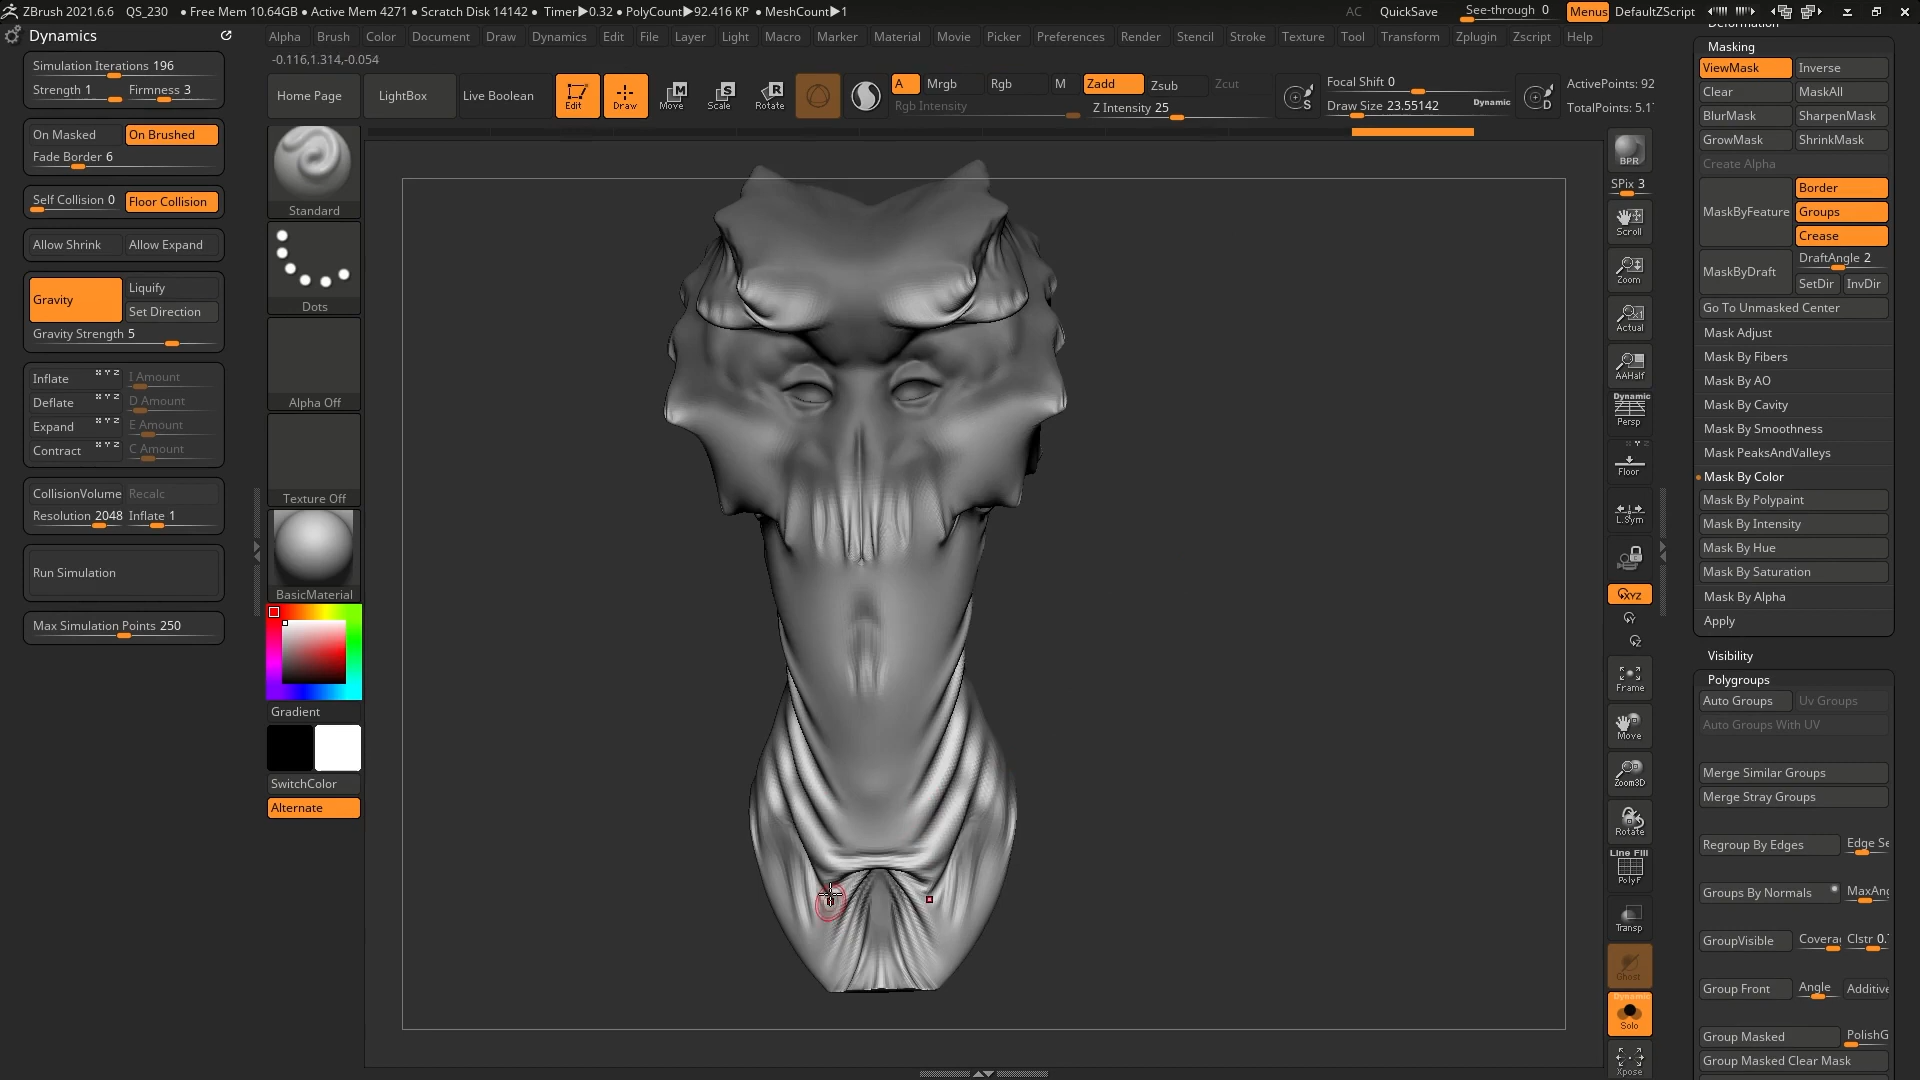 ZBrush 2021.6.6 QS_230 • Free Mem 10.64GB • Active Mem 4271 • Scratch Disk 14142 • Timer▶0.32 • PolyCount▶92.416 KP • MeshCount▶1 AC QuickSave See-through 0 Menus DefaultZScript
Dynamics
Alpha Brush Color Document Draw Dynamics Edit File Layer Light Macro Marker Material Movie Picker Preferences Render Stencil Stroke Texture Tool Transform Zplugin Zscript Help
-0.116,1.314,-0.054
Home Page LightBox Live Boolean Edit Draw Move Scale Rotate
M S R
A Mrgb Rgb M Zadd Zsub Zcut
Rgb Intensity Z Intensity 25
S Focal Shift 0
Draw Size 23.55142 Dynamic D
ActivePoints: 92
TotalPoints: 5.1
Simulation Iterations 196
Strength 1 Firmness 3
On Masked On Brushed
Fade Border 6
Self Collision 0 Floor Collision
Allow Shrink Allow Expand
Gravity Liquify
Set Direction
Gravity Strength 5
Inflate X Y Z I Amount
Deflate X Y Z D Amount
Expand X Y Z E Amount
Contract X Y Z C Amount
CollisionVolume Recalc
Resolution 2048 Inflate 1
Run Simulation
Max Simulation Points 250
Standard
Dots
Alpha Off
Texture Off
BasicMaterial
Gradient
SwitchColor
Alternate
BPR
SPix 3
Scroll
Zoom
Actual
AAHalf
Dynamic
Persp
Floor
L.Sym
XYZ
Y
Z
Frame
Move
Zoom3D
Rotate
Line Fill
PolyF
Transp
Ghost
Dynamic
Solo
Xpose
Deformation
Masking
ViewMask Inverse
Clear MaskAll
BlurMask SharpenMask
GrowMask ShrinkMask
Create Alpha
MaskByFeature Border
Groups
Crease
MaskByDraft DraftAngle 2
SetDir InvDir
Go To Unmasked Center
Mask Adjust
Mask By Fibers
Mask By AO
Mask By Cavity
Mask By Smoothness
Mask PeaksAndValleys
Mask By Color
Mask By Polypaint
Mask By Intensity
Mask By Hue
Mask By Saturation
Mask By Alpha
Apply
Visibility
Polygroups
Auto Groups Uv Groups
Auto Groups With UV
Merge Similar Groups
Merge Stray Groups
Regroup By Edges Edge Se
Groups By Normals MaxAng
GroupVisible Covera Clstr 0.
Group Front Angle Additive
Group Masked PolishG
Group Masked Clear Mask